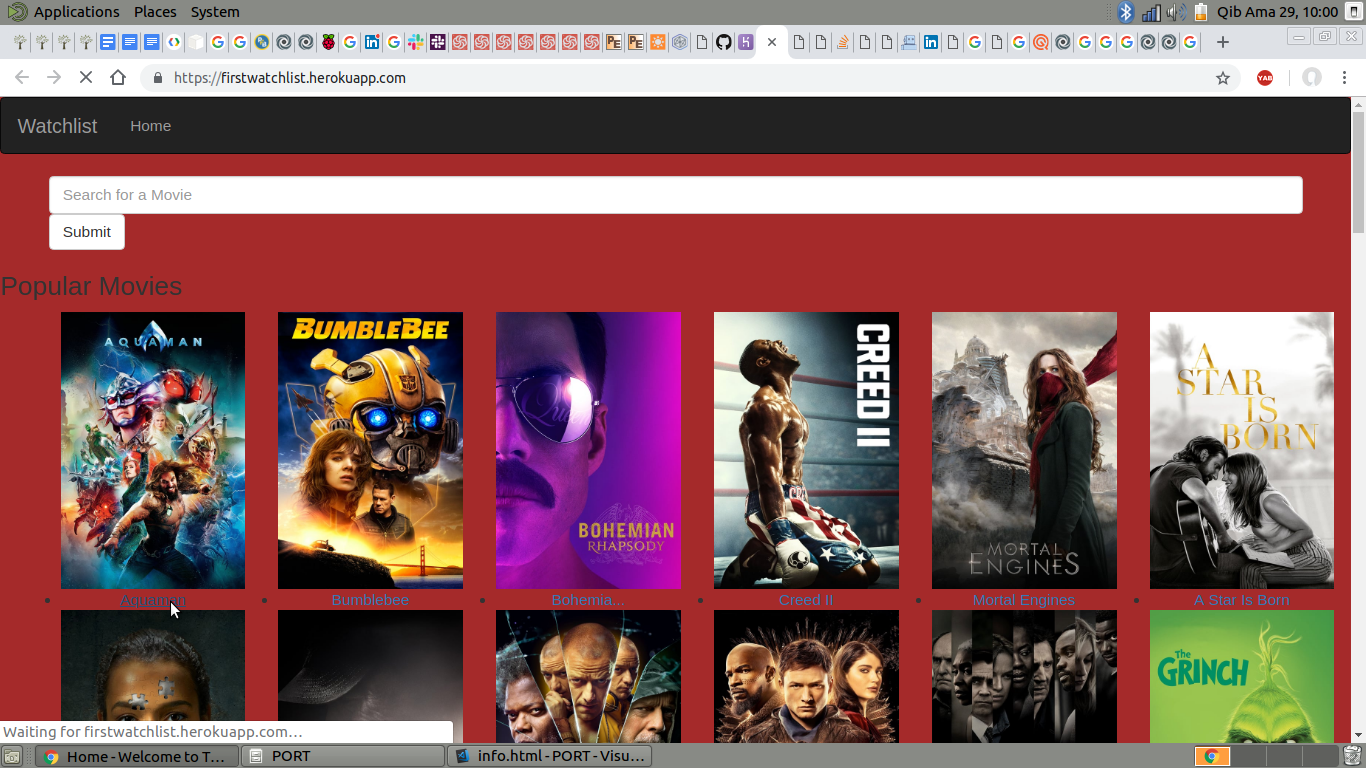 Applications Places System
Qib Ama 29, 10:00
https://firstwatchlist.herokuapp.com
YAB
Watchlist Home
Search for a Movie
Submit
Popular Movies
AQUAMAN
BUMBLEBEE
BOHEMIAN
RHAPSODY
CREED II
MORTAL
ENGINES
A
STAR
IS
BORN
Aquaman
Bumblebee
Bohemia...
Creed II
Mortal Engines
A Star Is Born
The
GRINCH
Waiting for firstwatchlist.herokuapp.com…
Home - Welcome to T… PORT info.html - PORT - Visu…